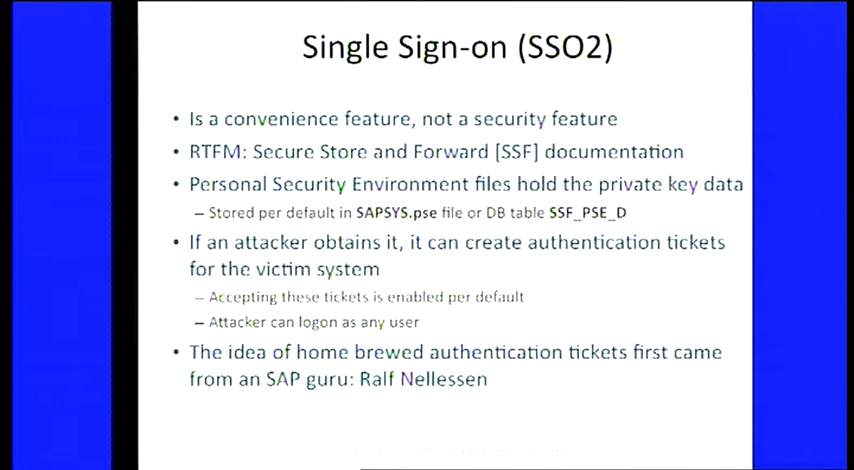 Single Sign-on (SSO2)
• Is a convenience feature, not a security feature
• RTFM: Secure Store and Forward [SSF] documentation
• Personal Security Environment files hold the private key data
– Stored per default in SAPSYS.pse file or DB table SSF_PSE_D
• If an attacker obtains it, it can create authentication tickets
for the victim system
– Accepting these tickets is enabled per default
– Attacker can logon as any user
• The idea of home brewed authentication tickets first came
from an SAP guru: Ralf Nellessen